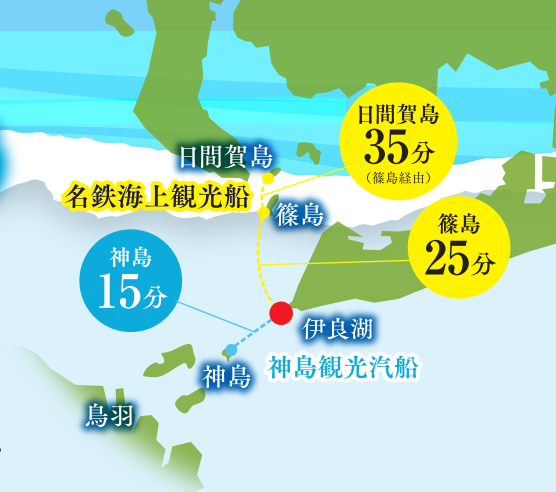 日間賀島
35分
（篠島経由）
日間賀島
名鉄海上観光船
篠島
篠島
25分
神島
15分
伊良湖
神島観光汽船
神島
鳥羽